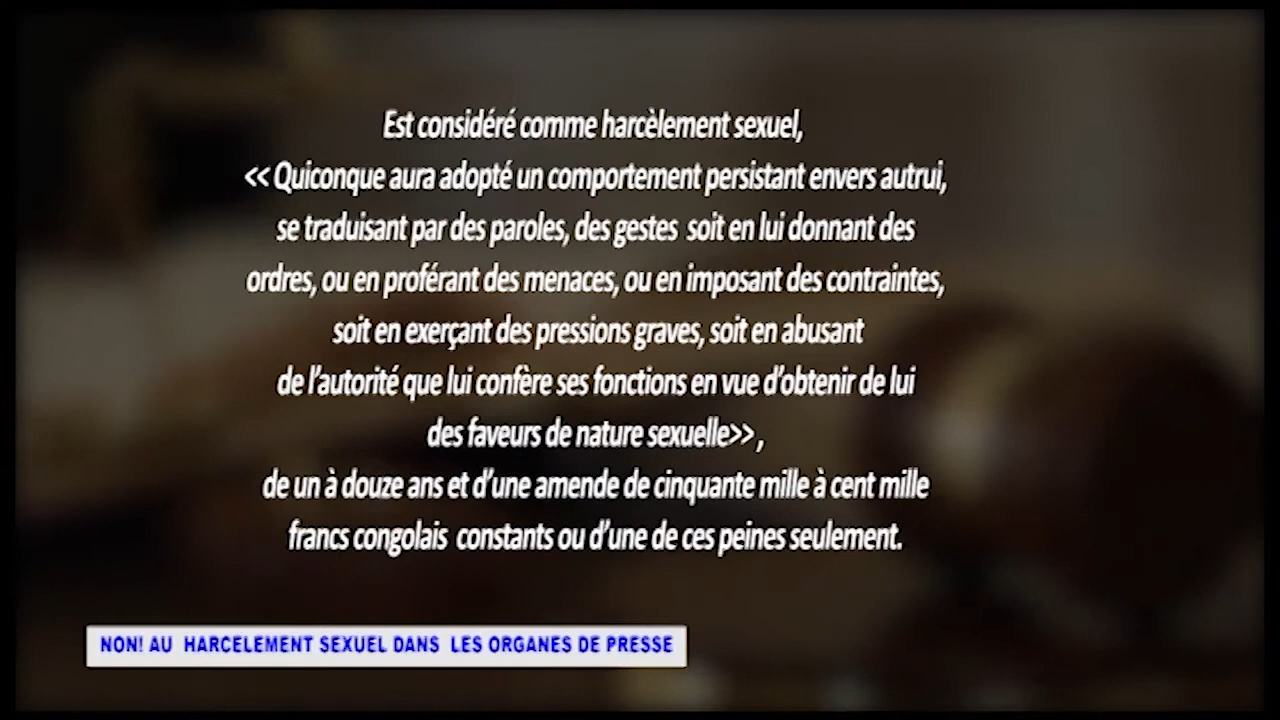 Est considéré comme harcèlement sexuel,
<< Quiconque aura adopté un comportement persistant envers autrui,
se traduisant par des paroles, des gestes soit en lui donnant des
ordres, ou en proférant des menaces, ou en imposant des contraintes,
soit en exerçant des pressions graves, soit en abusant
de l'autorité que lui confère ses fonctions en vue d'obtenir de lui
des faveurs de nature sexuelle>> ,
de un à douze ans et d'une amende de cinquante mille à cent mille
francs congolais constants ou d'une de ces peines seulement.
NON! AU HARCELEMENT SEXUEL DANS LES ORGANES DE PRESSE